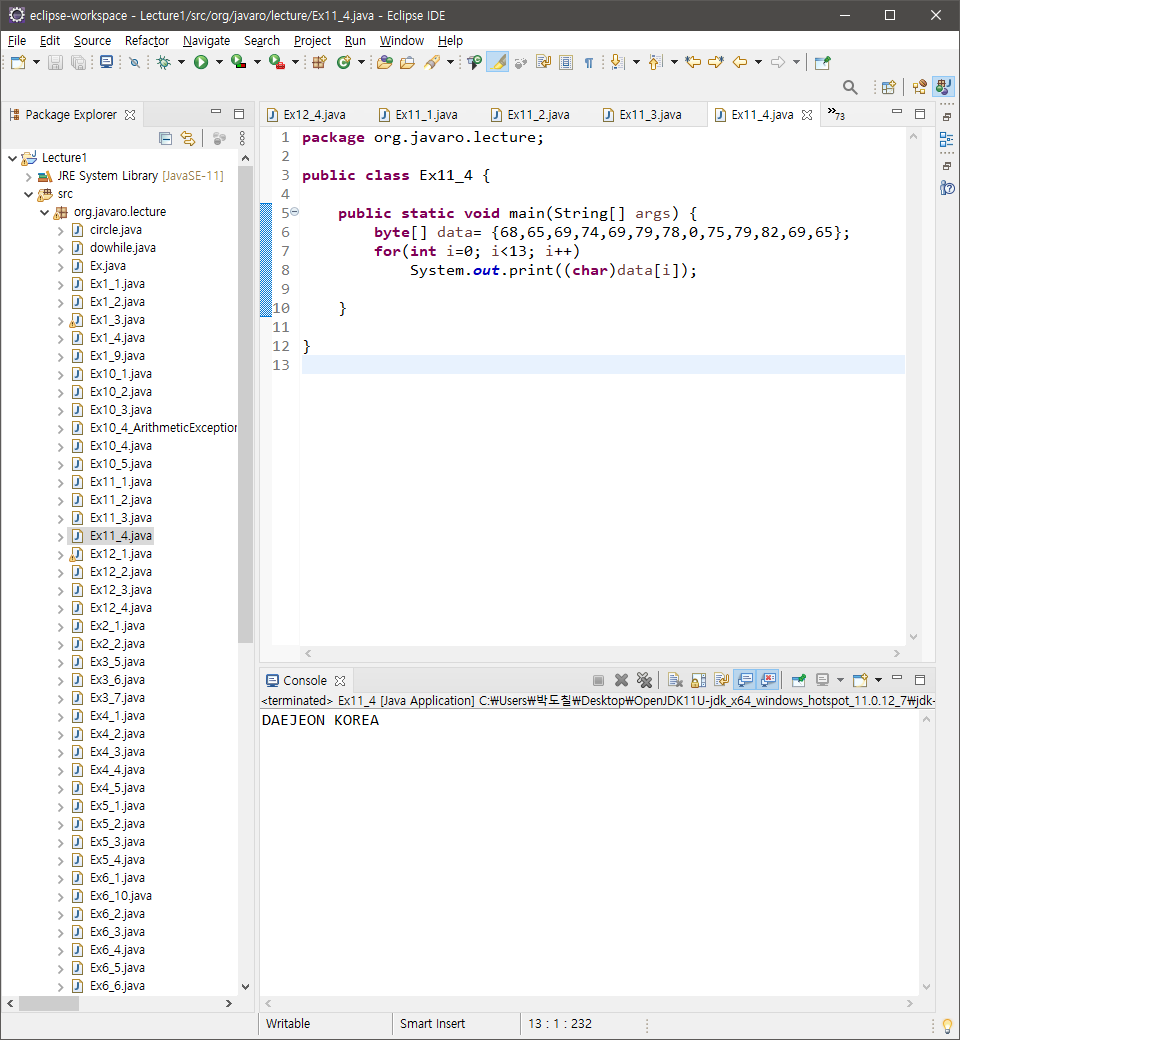 eclipse-workspace - Lecture1/src/org/javaro/lecture/Ex11_4.java - Eclipse IDE
File Edit Source Refactor Navigate Search Project Run Window Help
Package Explorer
Lecture1
JRE System Library [JavaSE-11]
src
org.javaro.lecture
circle.java
dowhile.java
Ex.java
Ex1_1.java
Ex1_2.java
Ex1_3.java
Ex1_4.java
Ex1_9.java
Ex10_1.java
Ex10_2.java
Ex10_3.java
Ex10_4_ArithmeticException
Ex10_4.java
Ex10_5.java
Ex11_1.java
Ex11_2.java
Ex11_3.java
Ex11_4.java
Ex12_1.java
Ex12_2.java
Ex12_3.java
Ex12_4.java
Ex2_1.java
Ex2_2.java
Ex3_5.java
Ex3_6.java
Ex3_7.java
Ex4_1.java
Ex4_2.java
Ex4_3.java
Ex4_4.java
Ex4_5.java
Ex5_1.java
Ex5_2.java
Ex5_3.java
Ex5_4.java
Ex6_1.java
Ex6_10.java
Ex6_2.java
Ex6_3.java
Ex6_4.java
Ex6_5.java
Ex6_6.java
Ex12_4.java Ex11_1.java Ex11_2.java Ex11_3.java Ex11_4.java »73
1 package org.javaro.lecture;
2
3 public class Ex11_4 {
4
5     public static void main(String[] args) {
6         byte[] data= {68,65,69,74,69,79,78,0,75,79,82,69,65};
7         for(int i=0; i<13; i++)
8             System.out.print((char)data[i]);
9
10     }
11
12 }
13
Console
<terminated> Ex11_4 [Java Application] C:₩Users₩박도칠₩Desktop₩OpenJDK11U-jdk_x64_windows_hotspot_11.0.12_7₩jdk-
DAEJEON KOREA
Writable Smart Insert 13 : 1 : 232